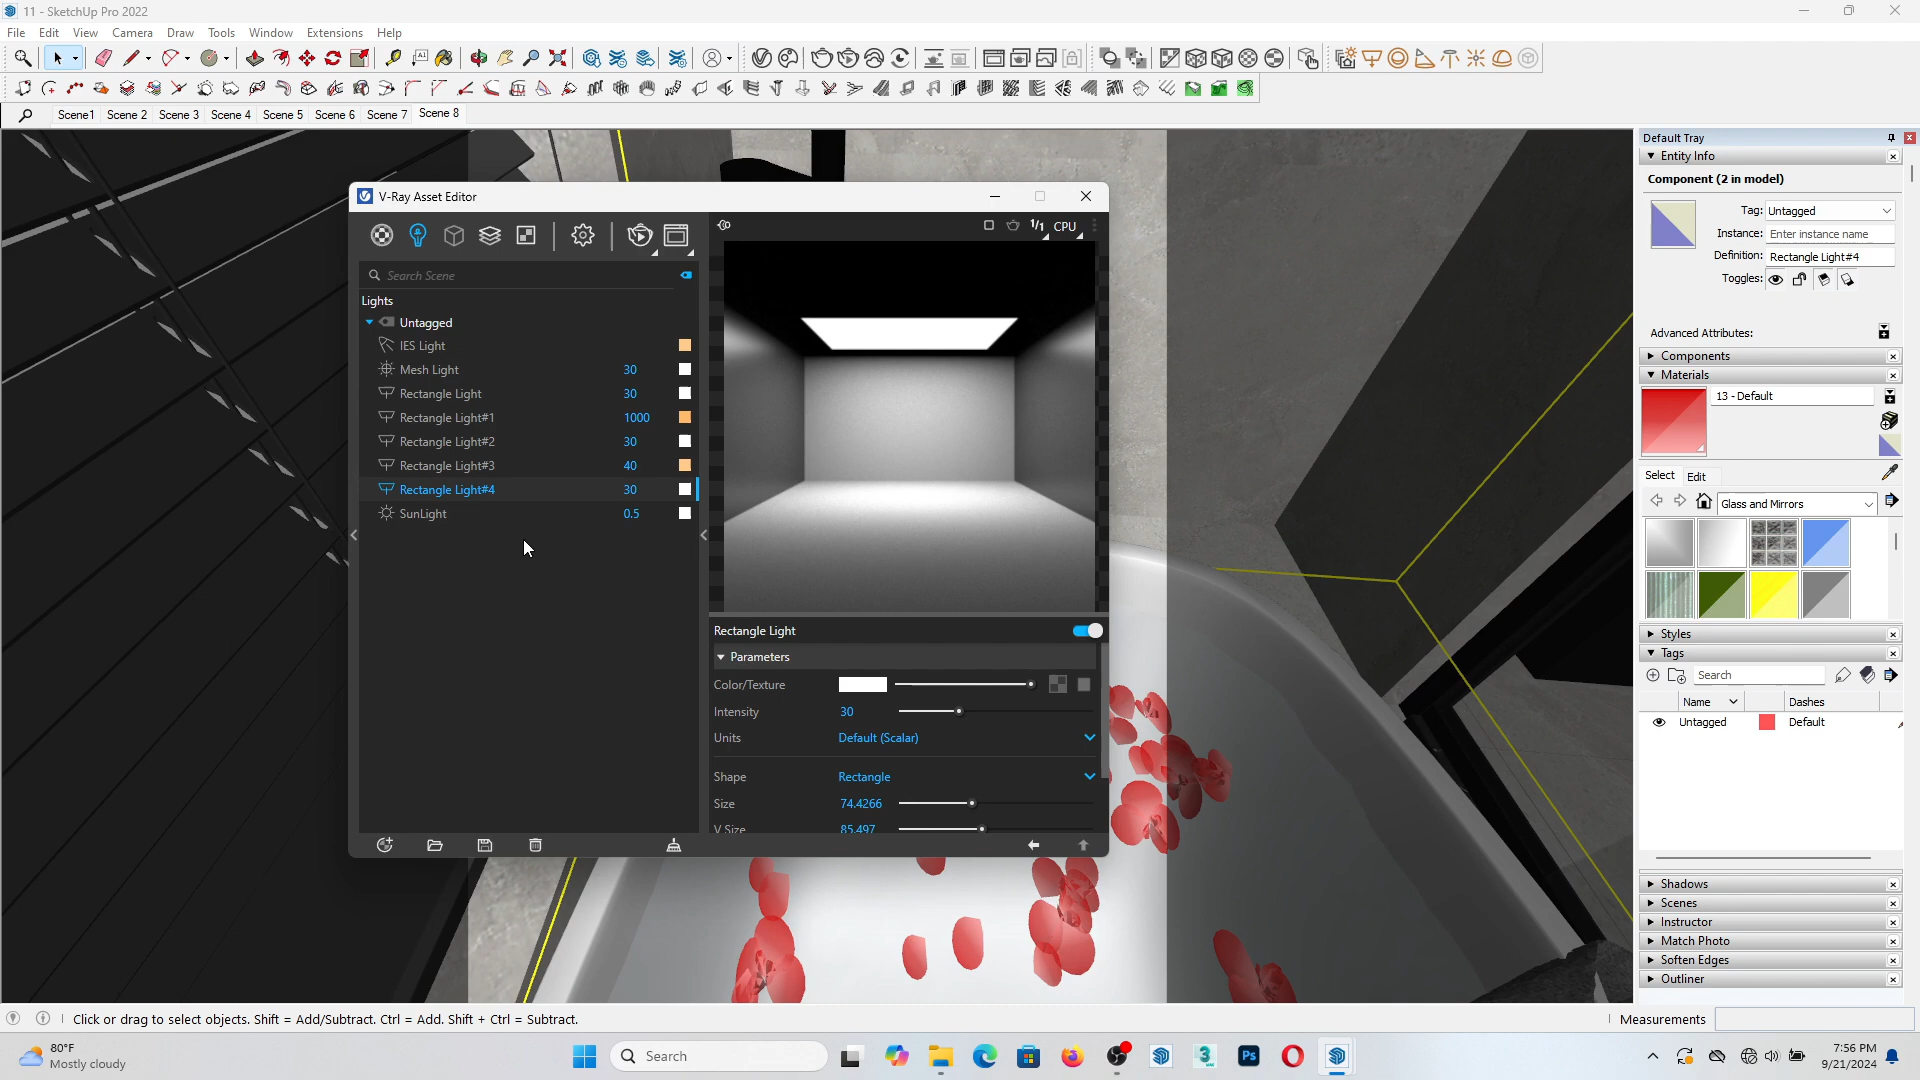 11 - SketchUp Pro 2022
File Edit View Camera Draw Tools Window Extensions Help
Scene1 Scene 2 Scene 3 Scene 4 Scene 5 Scene 6 Scene 7 Scene 8
V-Ray Asset Editor
1/1 CPU
Search Scene
Lights
Untagged
IES Light
Mesh Light 30
Rectangle Light 30
Rectangle Light#1 1000
Rectangle Light#2 30
Rectangle Light#3 40
Rectangle Light#4 30
SunLight 0.5
Rectangle Light
Parameters
Color/Texture
Intensity 30
Units Default (Scalar)
Shape Rectangle
Size 74.4266
V Size 85.497
Default Tray
Entity Info
Component (2 in model)
Tag: Untagged
Instance: Enter instance name
Definition: Rectangle Light#4
Toggles:
Advanced Attributes:
Components
Materials
13 - Default
Select Edit
Glass and Mirrors
Styles
Tags
Search
Name Dashes
Untagged Default
Shadows
Scenes
Instructor
Match Photo
Soften Edges
Outliner
Click or drag to select objects. Shift = Add/Subtract. Ctrl = Add. Shift + Ctrl = Subtract.
Measurements
80°F
Mostly cloudy
Search
Ps
7:56 PM
9/21/2024